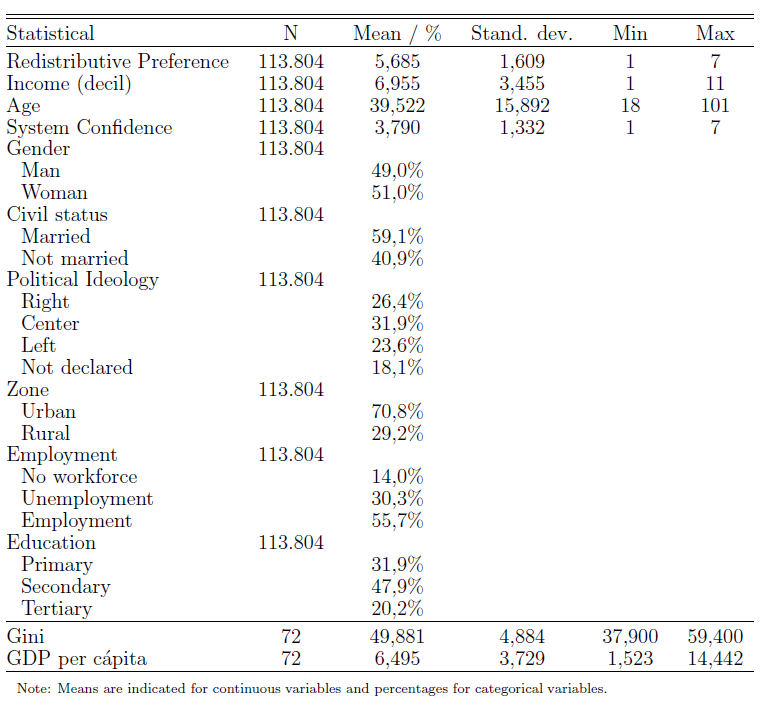 Statistical N Mean / % Stand. dev. Min Max
Redistributive Preference 113.804 5,685 1,609 1 7
Income (decil) 113.804 6,955 3,455 1 11
Age 113.804 39,522 15,892 18 101
System Confidence 113.804 3,790 1,332 1 7
Gender 113.804
Man 49,0%
Woman 51,0%
Civil status 113.804
Married 59,1%
Not married 40,9%
Political Ideology 113.804
Right 26,4%
Center 31,9%
Left 23,6%
Not declared 18,1%
Zone 113.804
Urban 70,8%
Rural 29,2%
Employment 113.804
No workforce 14,0%
Unemployment 30,3%
Employment 55,7%
Education 113.804
Primary 31,9%
Secondary 47,9%
Tertiary 20,2%
Gini 72 49,881 4,884 37,900 59,400
GDP per cápita 72 6,495 3,729 1,523 14,442
Note: Means are indicated for continuous variables and percentages for categorical variables.